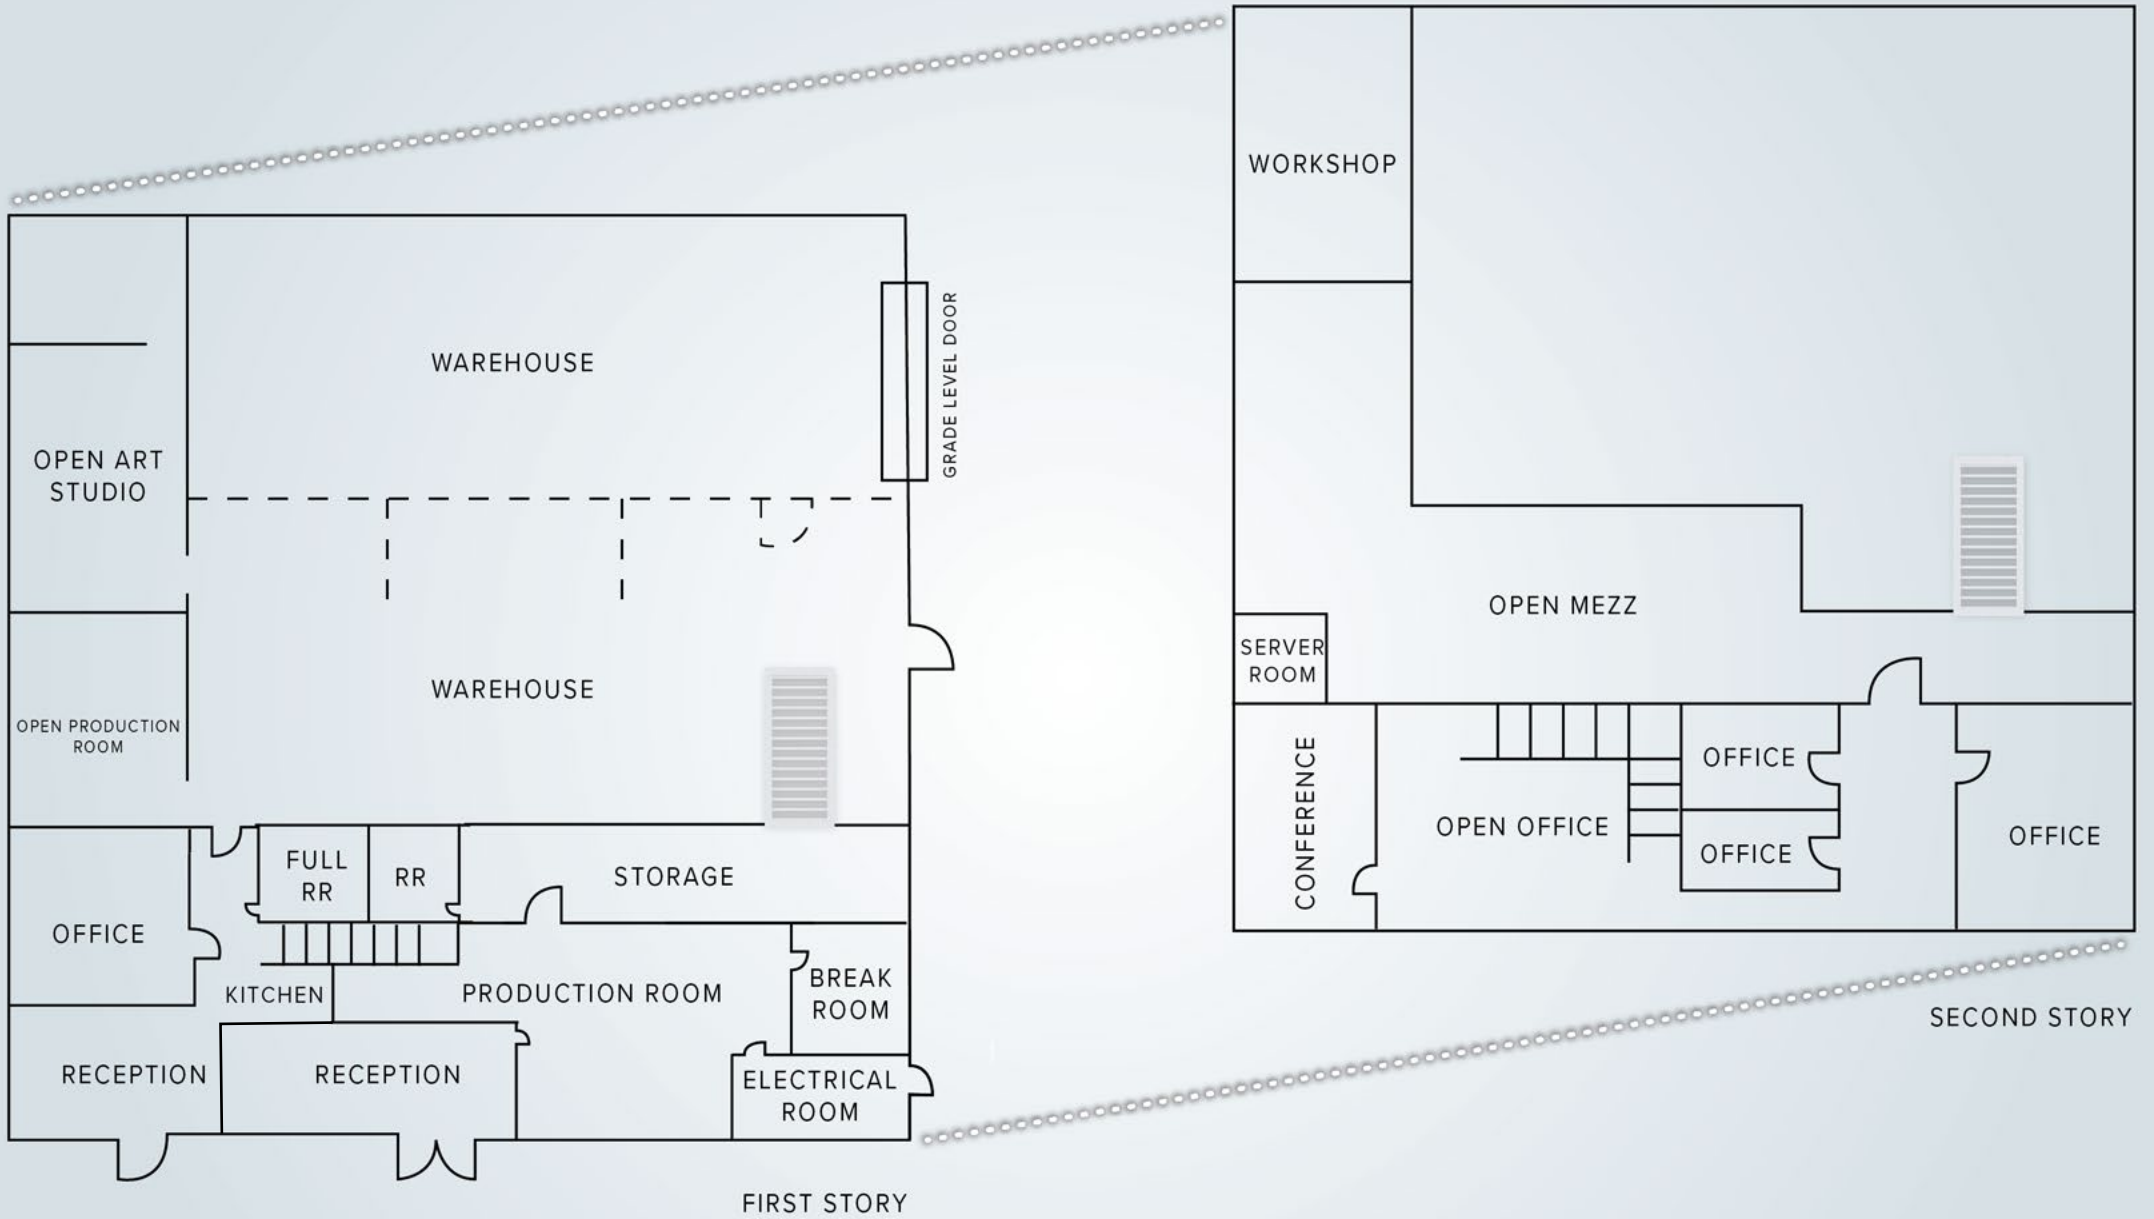 WAREHOUSE
GRADE LEVEL DOOR
OPEN ART
STUDIO
WAREHOUSE
OPEN PRODUCTION
ROOM
FULL
RR
RR
STORAGE
OFFICE
KITCHEN
PRODUCTION ROOM
BREAK
ROOM
RECEPTION
RECEPTION
ELECTRICAL
ROOM
FIRST STORY
WORKSHOP
OPEN MEZZ
SERVER
ROOM
CONFERENCE
OPEN OFFICE
OFFICE
OFFICE
OFFICE
SECOND STORY